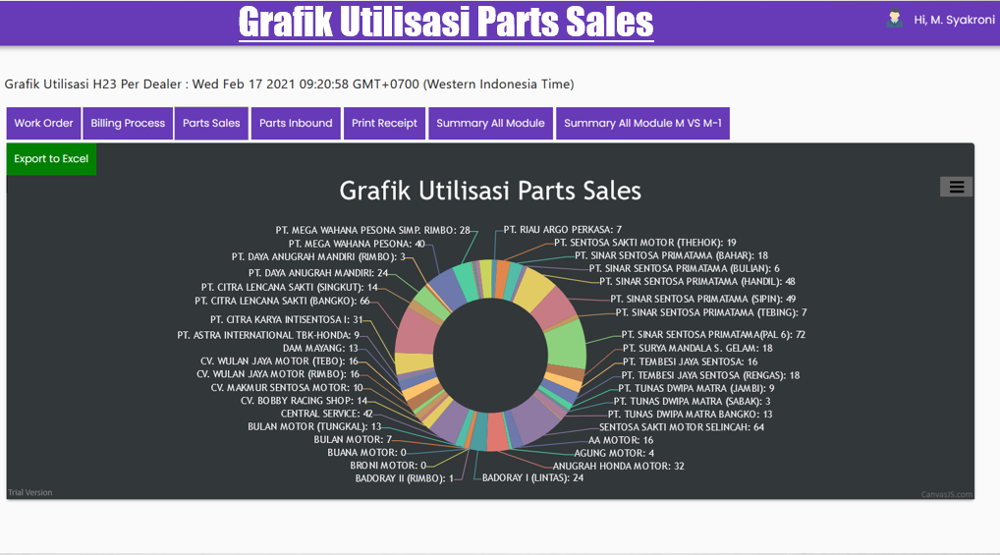 Grafik Utilisasi Parts Sales
Hi, M. Syakroni
Grafik Utilisasi H23 Per Dealer : Wed Feb 17 2021 09:20:58 GMT+0700 (Western Indonesia Time)
Work Order
Billing Process
Parts Sales
Parts Inbound
Print Receipt
Summary All Module
Summary All Module M VS M-1
Export to Excel
Grafik Utilisasi Parts Sales
PT. RIAU ARGO PERKASA: 7
PT. SENTOSA SAKTI MOTOR (THEHOK): 19
PT. SINAR SENTOSA PRIMATAMA (BAHAR): 18
PT. SINAR SENTOSA PRIMATAMA (BULIAN): 6
PT. SINAR SENTOSA PRIMATAMA (HANDIL): 48
PT. SINAR SENTOSA PRIMATAMA (SIPIN): 49
PT. SINAR SENTOSA PRIMATAMA (TEBING): 7
PT. SINAR SENTOSA PRIMATAMA(PAL 6): 72
PT. SURYA MANDALA S. GELAM: 18
PT. TEMBESI JAYA SENTOSA: 16
PT. TEMBESI JAYA SENTOSA (RENGAS): 18
PT. TUNAS DWIPA MATRA (JAMBI): 9
PT. TUNAS DWIPA MATRA (SABAK): 3
PT. TUNAS DWIPA MATRA BANGKO: 13
SENTOSA SAKTI MOTOR SELINCAH: 64
AA MOTOR: 16
AGUNG MOTOR: 4
ANUGRAH HONDA MOTOR: 32
BADORAY I (LINTAS): 24
BADORAY II (RIMBO): 1
BRONI MOTOR: 0
BUANA MOTOR: 0
BULAN MOTOR: 7
BULAN MOTOR (TUNGKAL): 13
CENTRAL SERVICE: 42
CV. BOBBY RACING SHOP: 14
CV. MAKMUR SENTOSA MOTOR: 10
CV. WULAN JAYA MOTOR (RIMBO): 16
CV. WULAN JAYA MOTOR (TEBO): 16
DAM MAYANG: 13
PT. ASTRA INTERNATIONAL TBK-HONDA: 9
PT. CITRA KARYA INTISENTOSA I: 31
PT. CITRA LENCANA SAKTI (BANGKO): 66
PT. CITRA LENCANA SAKTI (SINGKUT): 14
PT. DAYA ANUGRAH MANDIRI: 24
PT. DAYA ANUGRAH MANDIRI (RIMBO): 3
PT. MEGA WAHANA PESONA: 40
PT. MEGA WAHANA PESONA SIMP. RIMBO: 28
Trial Version
CanvasJS.com